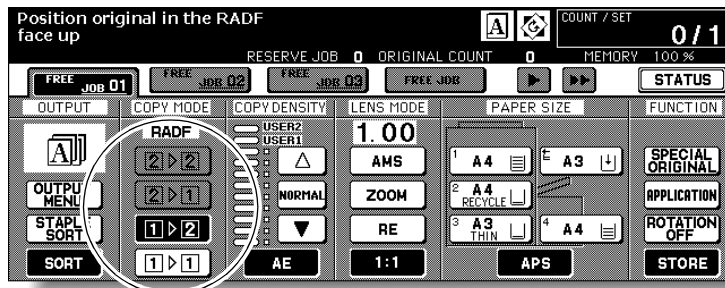 Position original in the RADF
face up
COUNT / SET
0 / 1
RESERVE JOB 0 ORIGINAL COUNT 0 MEMORY 100 %
FREE JOB 01
FREE JOB 02
FREE JOB 03
FREE JOB
STATUS
OUTPUT
COPY MODE
COPY DENSITY
LENS MODE
PAPER SIZE
FUNCTION
A
OUTPUT
MENU
STAPLE
SORT
SORT
RADF
2 ▷ 2
2 ▷ 1
1 ▷ 2
1 ▷ 1
USER2
USER1
NORMAL
AE
1.00
AMS
ZOOM
RE
1:1
1 A4
A3
2 A4
RECYCLE
3 A3
THIN
4 A4
APS
SPECIAL
ORIGINAL
APPLICATION
ROTATION
OFF
STORE